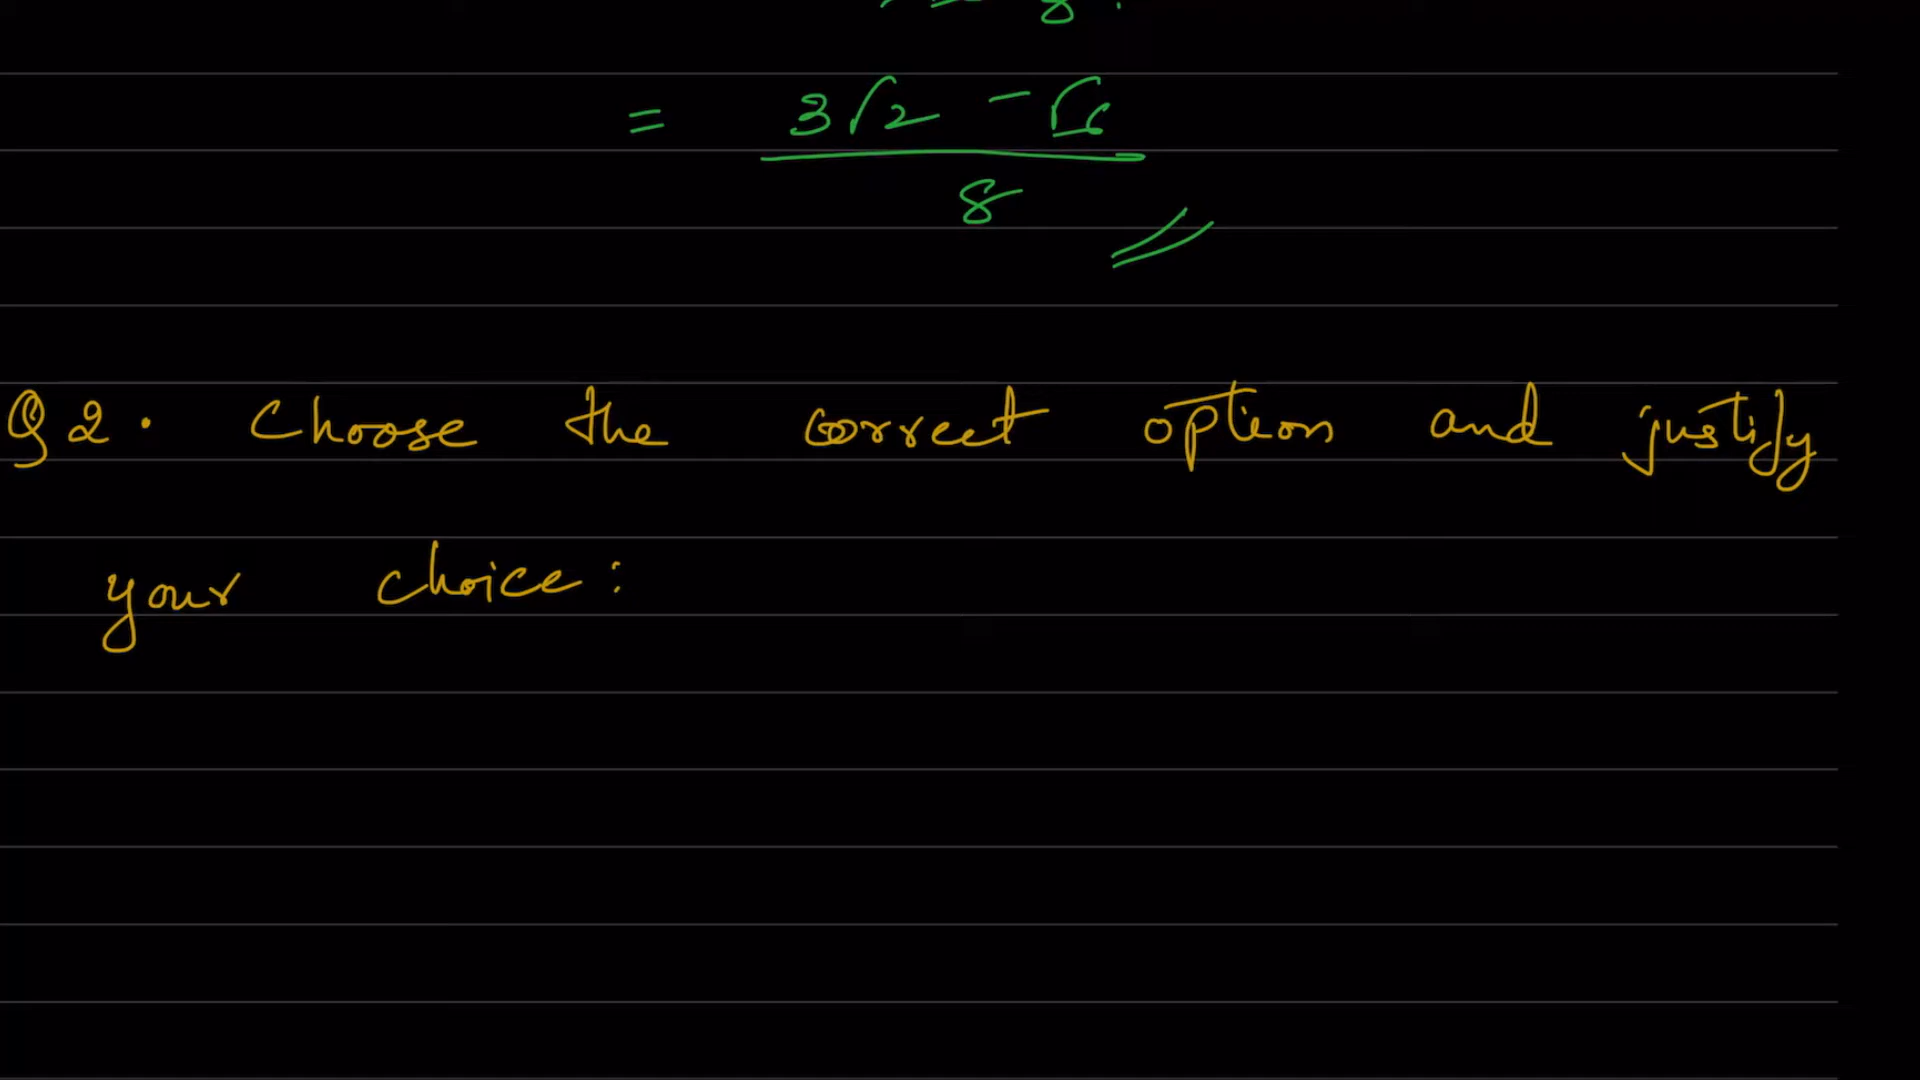 = 3√2 - √6
8
Q2. Choose the correct option and justify
your choice: